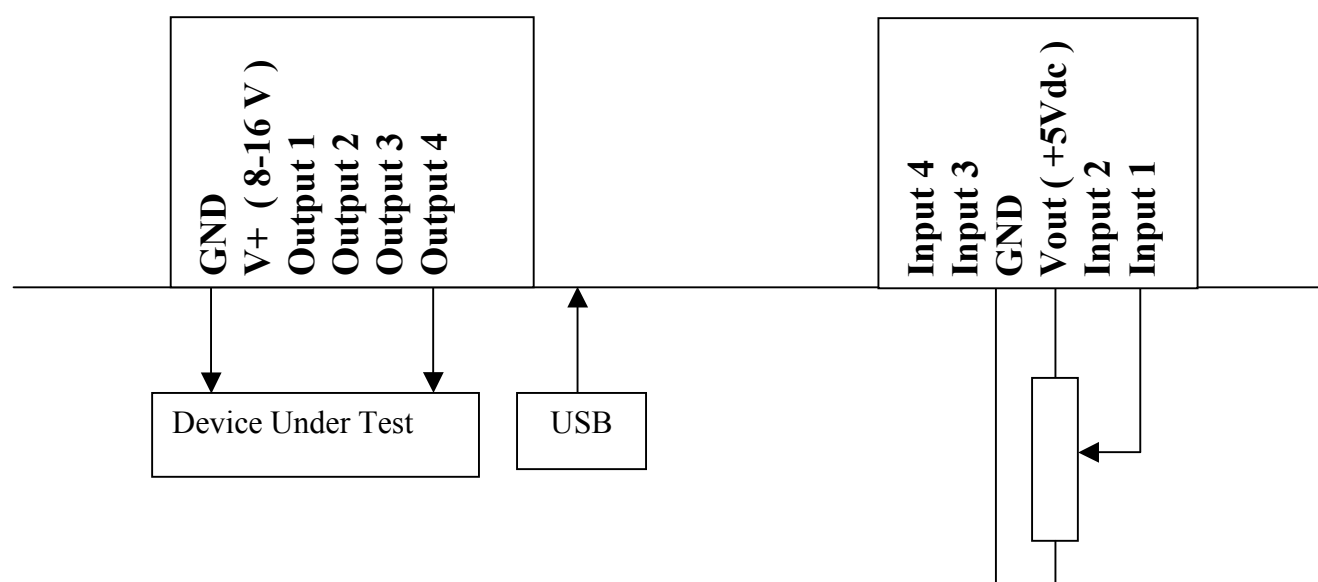 GND
V+ ( 8-16 V )
Output 1
Output 2
Output 3
Output 4
Input 4
Input 3
GND
Vout ( +5Vdc )
Input 2
Input 1
Device Under Test
USB